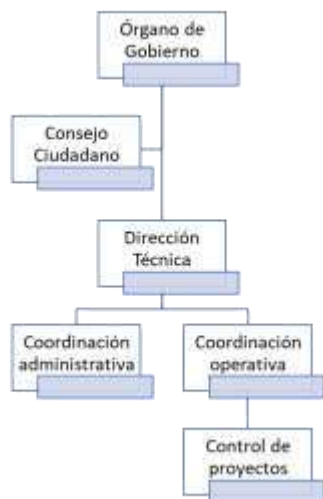 Órgano de
Gobierno
Consejo
Ciudadano
Dirección
Técnica
Coordinación
administrativa
Coordinación
operativa
Control de
proyectos